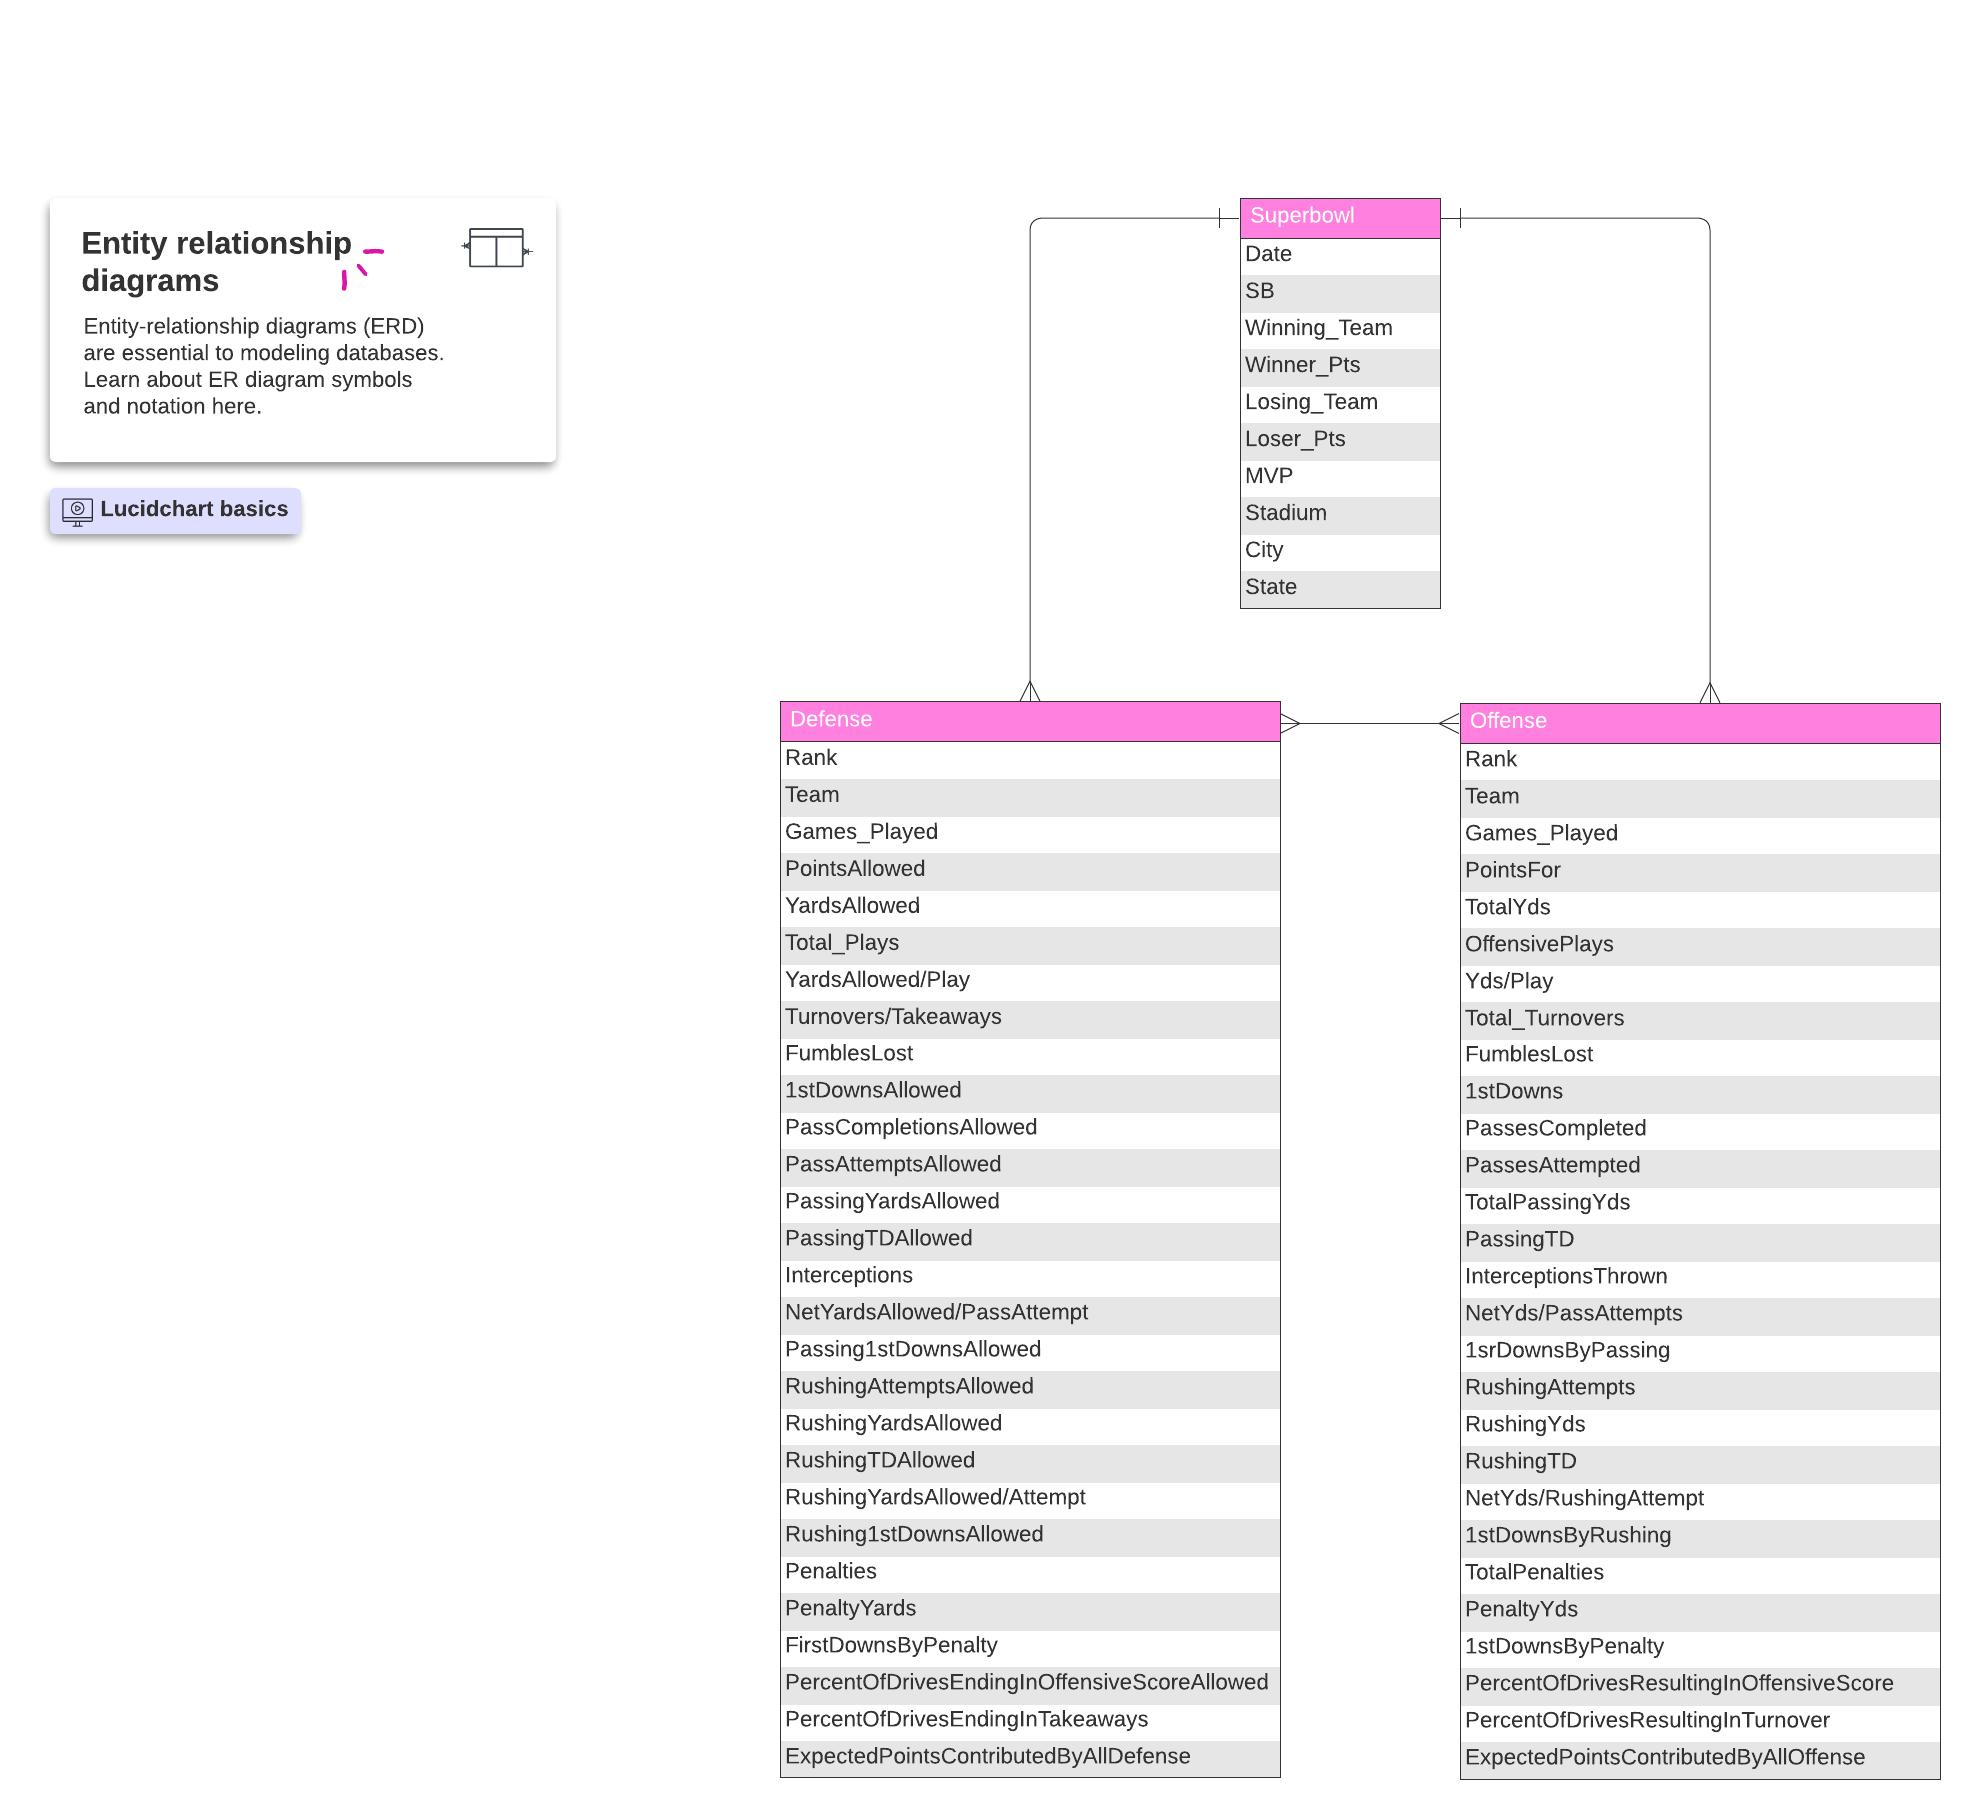 Entity relationship
diagrams
Entity-relationship diagrams (ERD)
are essential to modeling databases.
Learn about ER diagram symbols
and notation here.
Lucidchart basics
Superbowl
Date
SB
Winning_Team
Winner_Pts
Losing_Team
Loser_Pts
MVP
Stadium
City
State
Defense
Rank
Team
Games_Played
PointsAllowed
YardsAllowed
Total_Plays
YardsAllowed/Play
Turnovers/Takeaways
FumblesLost
1stDownsAllowed
PassCompletionsAllowed
PassAttemptsAllowed
PassingYardsAllowed
PassingTDAllowed
Interceptions
NetYardsAllowed/PassAttempt
Passing1stDownsAllowed
RushingAttemptsAllowed
RushingYardsAllowed
RushingTDAllowed
RushingYardsAllowed/Attempt
Rushing1stDownsAllowed
Penalties
PenaltyYards
FirstDownsByPenalty
PercentOfDrivesEndingInOffensiveScoreAllowed
PercentOfDrivesEndingInTakeaways
ExpectedPointsContributedByAllDefense
Offense
Rank
Team
Games_Played
PointsFor
TotalYds
OffensivePlays
Yds/Play
Total_Turnovers
FumblesLost
1stDowns
PassesCompleted
PassesAttempted
TotalPassingYds
PassingTD
InterceptionsThrown
NetYds/PassAttempts
1srDownsByPassing
RushingAttempts
RushingYds
RushingTD
NetYds/RushingAttempt
1stDownsByRushing
TotalPenalties
PenaltyYds
1stDownsByPenalty
PercentOfDrivesResultingInOffensiveScore
PercentOfDrivesResultingInTurnover
ExpectedPointsContributedByAllOffense